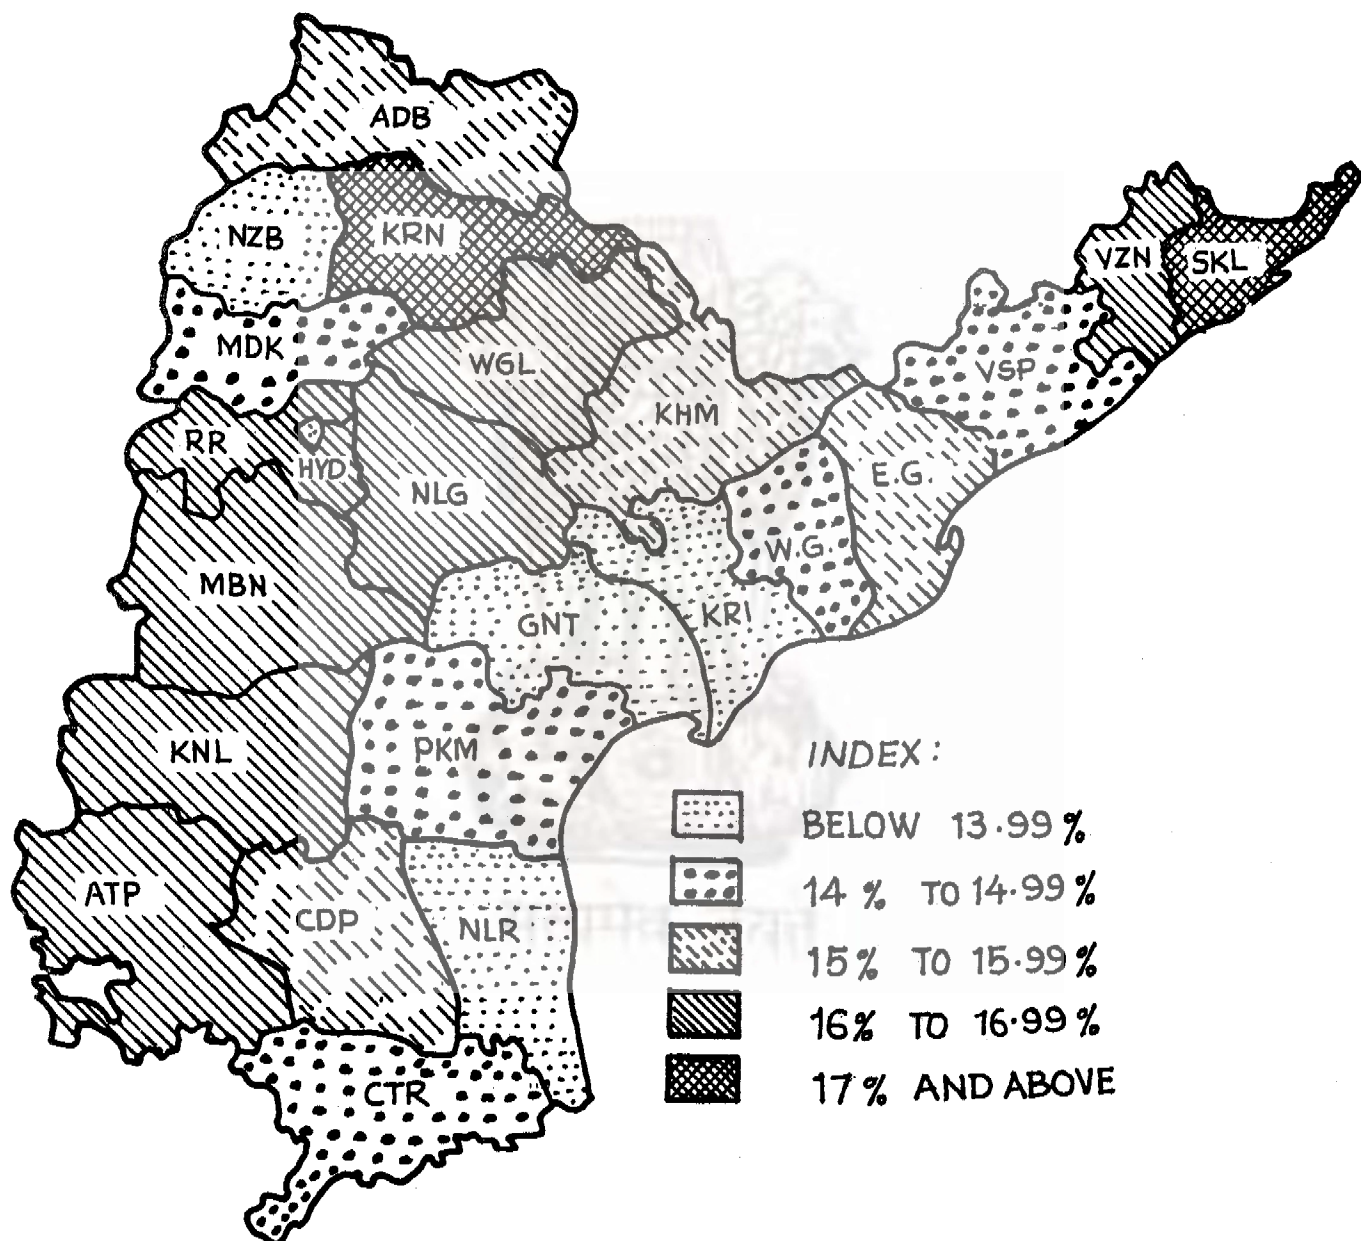 ADB
NZB
KRN
VZN
SKL
MDK
WGL
VSP
KHM
RR
HYD
NLG
E.G.
W.G.
MBN
GNT
KRI
KNL
PKM
INDEX:
BELOW 13.99%
ATP
CDP
NLR
14% TO 14.99%
15% TO 15.99%
16% TO 16.99%
CTR
17% AND ABOVE